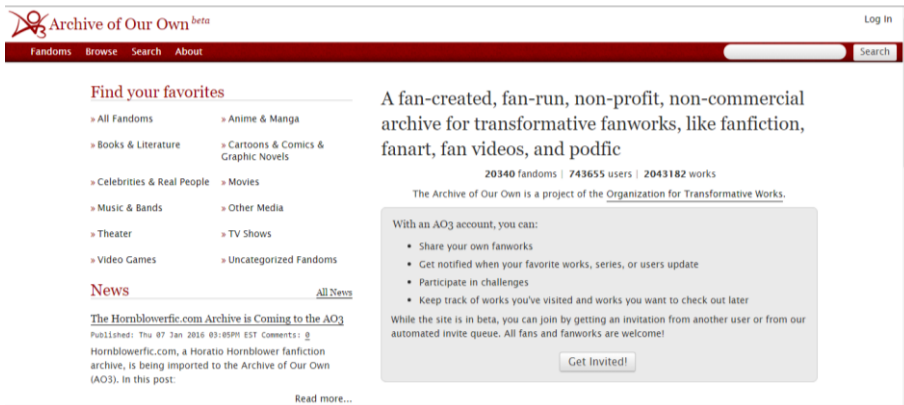 Archive of Our Own beta
Log In
Fandoms Browse Search About
Search
Find your favorites
» All Fandoms
» Anime & Manga
» Books & Literature
» Cartoons & Comics &
Graphic Novels
» Celebrities & Real People
» Movies
» Music & Bands
» Other Media
» Theater
» TV Shows
» Video Games
» Uncategorized Fandoms
News
All News
The Hornblowerfic.com Archive is Coming to the AO3
Published: Thu 07 Jan 2016 03:05PM EST Comments: 0
Hornblowerfic.com, a Horatio Hornblower fanfiction
archive, is being imported to the Archive of Our Own
(AO3). In this post:
Read more...
A fan-created, fan-run, non-profit, non-commercial
archive for transformative fanworks, like fanfiction,
fanart, fan videos, and podfic
20340 fandoms | 743655 users | 2043182 works
The Archive of Our Own is a project of the Organization for Transformative Works.
With an AO3 account, you can:
• Share your own fanworks
• Get notified when your favorite works, series, or users update
• Participate in challenges
• Keep track of works you've visited and works you want to check out later
While the site is in beta, you can join by getting an invitation from another user or from our
automated invite queue. All fans and fanworks are welcome!
Get Invited!